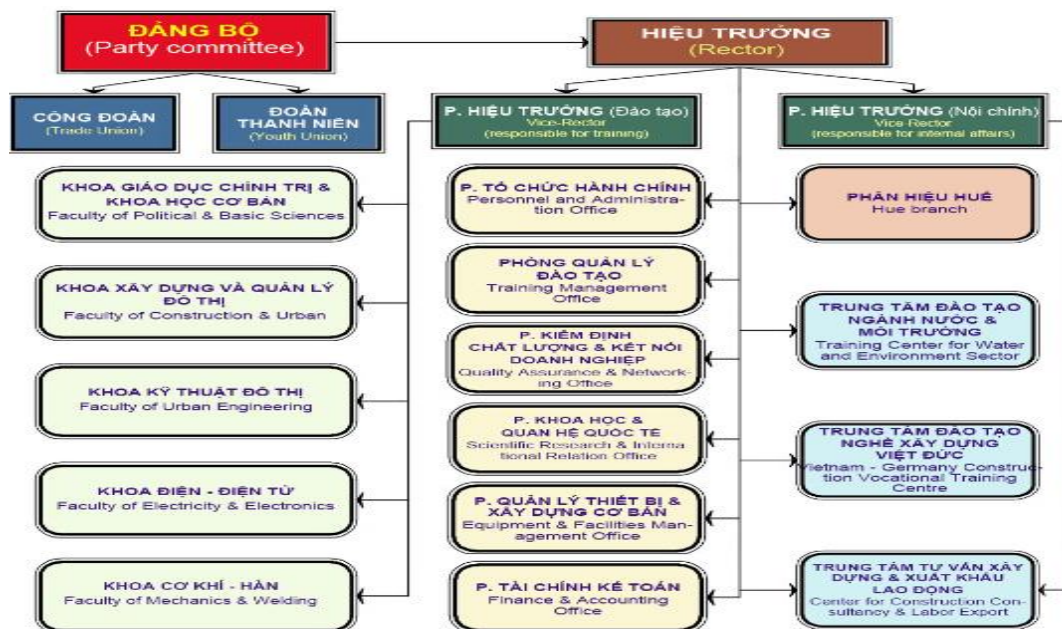 ĐẢNG BỘ
(Party committee)
HIỆU TRƯỞNG
(Rector)
CÔNG ĐOÀN
(Trade Union)
ĐOÀN
THANH NIÊN
(Youth Union)
P. HIỆU TRƯỞNG (Đào tạo)
Vice-Rector
(responsible for training)
P. HIỆU TRƯỞNG (Nội chính)
Vice Rector
(responsible for internal affairs)
KHOA GIÁO DỤC CHÍNH TRỊ &
KHOA HỌC CƠ BẢN
Faculty of Political & Basic Sciences
KHOA XÂY DỰNG VÀ QUẢN LÝ
ĐÔ THỊ
Faculty of Construction & Urban
KHOA KỸ THUẬT ĐÔ THỊ
Faculty of Urban Engineering
KHOA ĐIỆN - ĐIỆN TỬ
Faculty of Electricity & Electronics
KHOA CƠ KHÍ - HÀN
Faculty of Mechanics & Welding
P. TỔ CHỨC HÀNH CHÍNH
Personnel and Administra-
tion Office
PHÒNG QUẢN LÝ
ĐÀO TẠO
Training Management
Office
P. KIỂM ĐỊNH
CHẤT LƯỢNG & KẾT NỐI
DOANH NGHIỆP
Quality Assurance & Network-
ing Office
P. KHOA HỌC &
QUAN HỆ QUỐC TẾ
Scientific Research & Interna-
tional Relation Office
P. QUẢN LÝ THIẾT BỊ &
XÂY DỰNG CƠ BẢN
Equipment & Facilities Man-
agement Office
P. TÀI CHÍNH KẾ TOÁN
Finance & Accounting
Office
PHÂN HIỆU HUẾ
Hue branch
TRUNG TÂM ĐÀO TẠO
NGÀNH NƯỚC &
MÔI TRƯỜNG
Training Center for Water
and Environment Sector
TRUNG TÂM ĐÀO TẠO
NGHỀ XÂY DỰNG
VIỆT ĐỨC
Vietnam - Germany Construc-
tion Vocational Training
Centre
TRUNG TÂM TƯ VẤN XÂY
DỰNG & XUẤT KHẨU
LAO ĐỘNG
Center for Construction Con-
sultancy & Labor Export